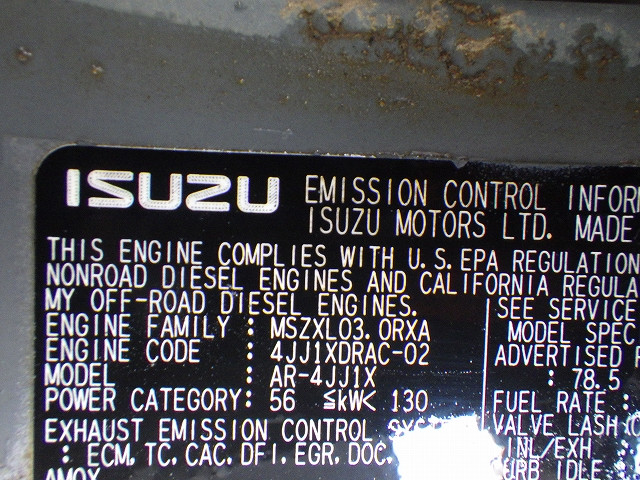 ISUZU EMISSION CONTROL INFOR
ISUZU MOTORS LTD. MADE
THIS ENGINE COMPLIES WITH U.S.EPA REGULATION
NONROAD DIESEL ENGINES AND CALIFORNIA REGULA
MY OFF-ROAD DIESEL ENGINES.
ENGINE FAMILY : MSZXL03.0RXA
ENGINE CODE : 4JJ1XDRAC-02
MODEL : AR-4JJ1X
POWER CATEGORY: 56 ≦kW< 130
EXHAUST EMISSION CONTROL
: ECM, TC, CAC, DFI, EGR, DOC,
AMOX
SEE SERVICE
MODEL SPEC
ADVERTISED
: 78.5
FUEL RATE :
VALVE LASH(C
INL/EXH
CURB IDLE :